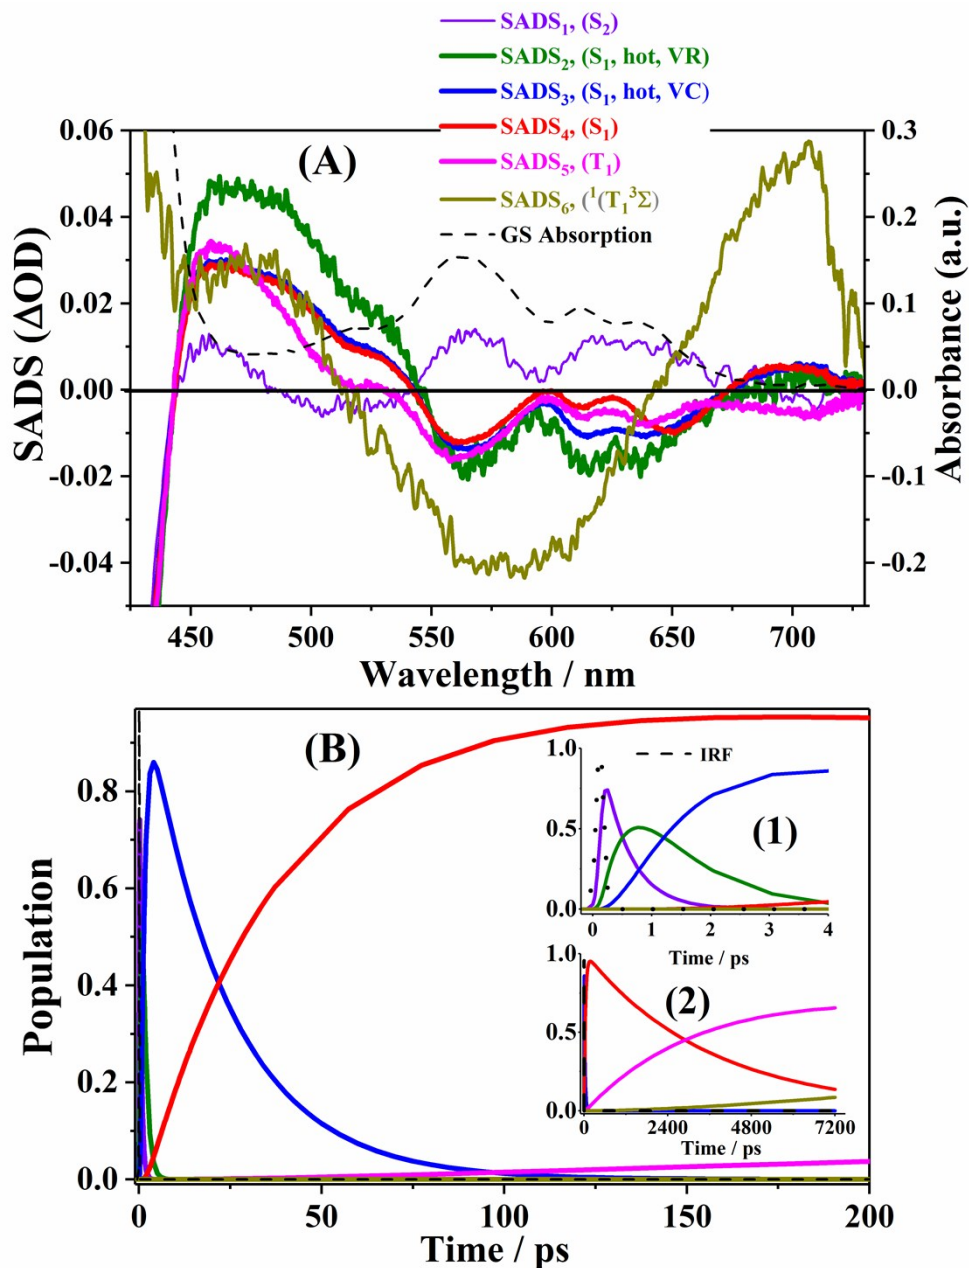 SADS₁, (S₂)
SADS₂, (S₁, hot, VR)
SADS₃, (S₁, hot, VC)
SADS₄, (S₁)
SADS₅, (T₁)
SADS₆, (¹(T₁³Σ)
GS Absorption
(A)
0.06
0.04
0.02
0.00
-0.02
-0.04
SADS (ΔOD)
0.3
0.2
0.1
0.0
-0.1
-0.2
Absorbance (a.u.)
450 500 550 600 650 700
Wavelength / nm
(B)
0.8
0.6
0.4
0.2
0.0
Population
0 50 100 150 200
Time / ps
IRF
(1)
1.0
0.5
0.0
0 1 2 3 4
Time / ps
(2)
1.0
0.5
0.0
0 2400 4800 7200
Time / ps